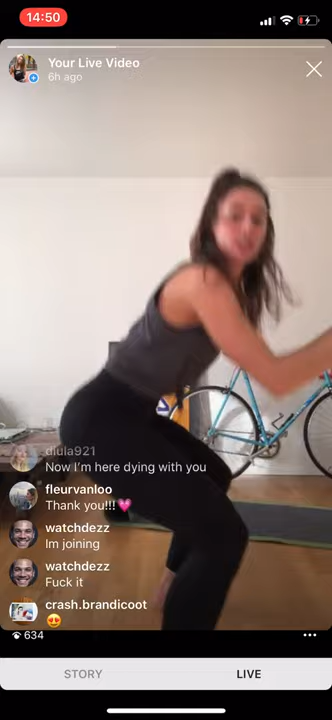 14:50
Your Live Video
6h ago
diula921
Now I'm here dying with you
fleurvanloo
Thank you!!!💗
watchdezz
Im joining
watchdezz
Fuck it
crash.brandicoot
😍
634
STORY LIVE